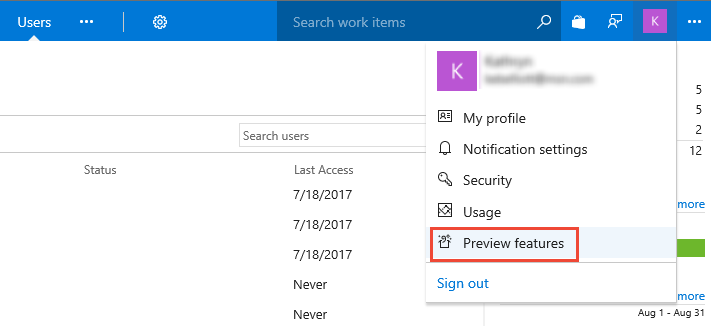 Users ••• Search work items K •••
K
5
5
2
12
My profile
Search users
Notification settings
Status Last Access
Security
7/18/2017
Usage more
7/18/2017
Preview features
7/18/2017
Sign out
Never more
Never Aug 1 - Aug 31